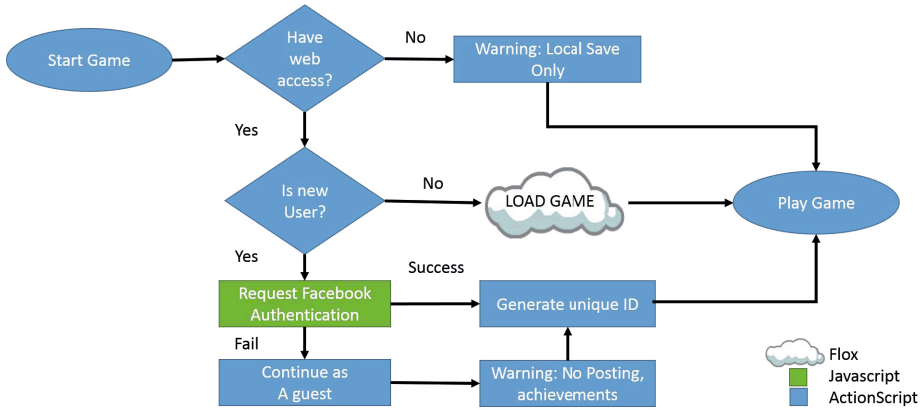 Start Game
Have
web
access?
No
Warning: Local Save
Only
Yes
Is new
User?
No
LOAD GAME
Play Game
Yes
Success
Request Facebook
Authentication
Generate unique ID
Fail
Continue as
A guest
Warning: No Posting,
achievements
Flox
Javascript
ActionScript